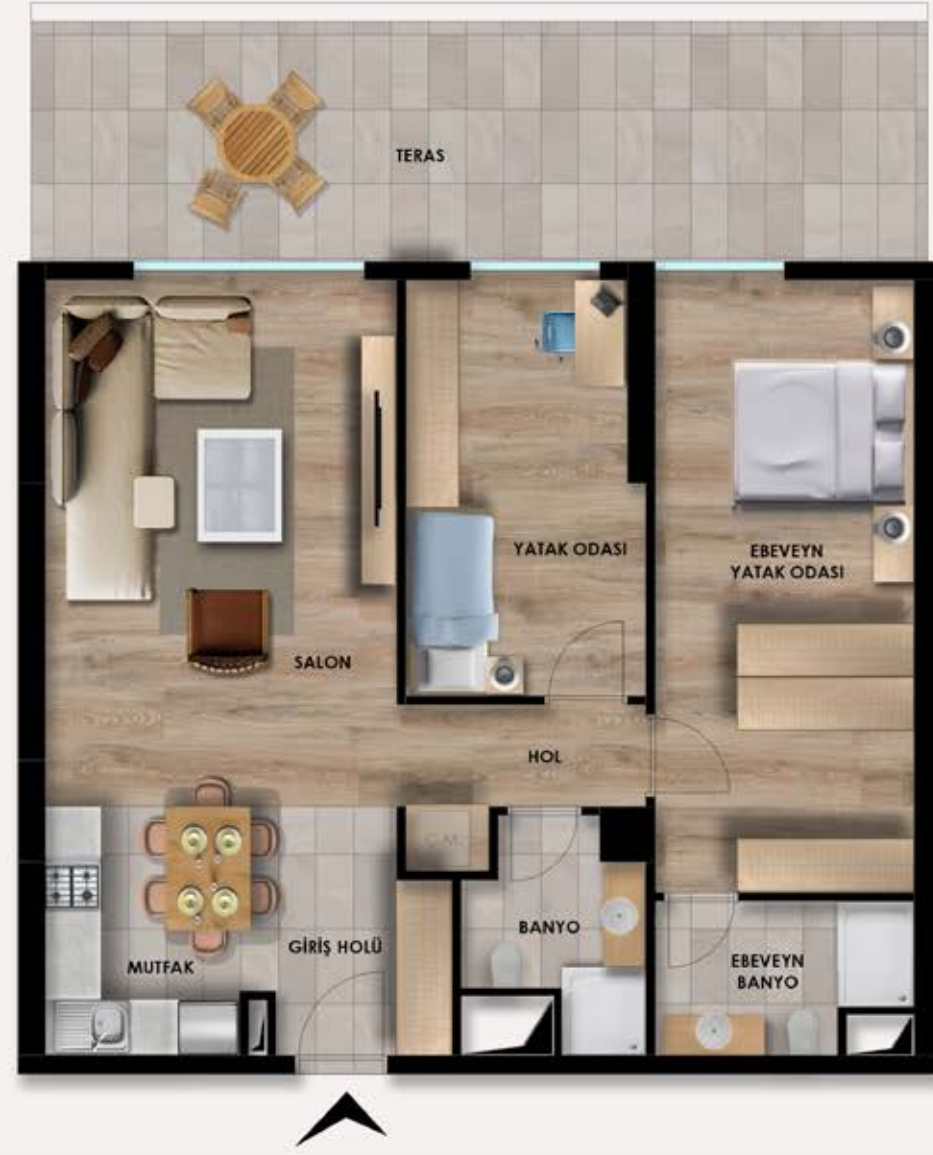 TERAS
YATAK ODASI
EBEVEYN
YATAK ODASI
SALON
HOL
Ç.M.
BANYO
GİRİŞ HOLÜ
MUTFAK
EBEVEYN
BANYO